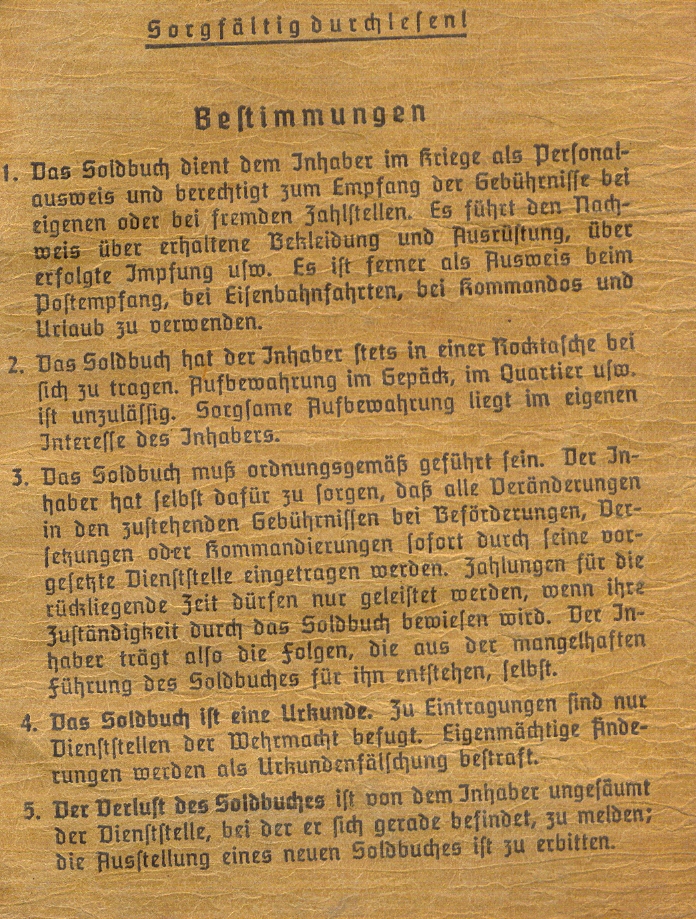 Sorgfältig durchlesen!
Bestimmungen
1. Das Soldbuch dient dem Inhaber im Kriege als Personal-
ausweis und berechtigt zum Empfang der Gebührnisse bei
eigenen oder bei fremden Zahlstellen. Es führt den Nach-
weis über erhaltene Bekleidung und Ausrüstung, über
erfolgte Impfung usw. Es ist ferner als Ausweis beim
Postempfang, bei Eisenbahnfahrten, bei Kommandos und
Urlaub zu verwenden.
2. Das Soldbuch hat der Inhaber stets in einer Rocktasche bei
sich zu tragen. Aufbewahrung im Gepäck, im Quartier usw.
ist unzulässig. Sorgsame Aufbewahrung liegt im eigenen
Interesse des Inhabers.
3. Das Soldbuch muß ordnungsgemäß geführt sein. Der In-
haber hat selbst dafür zu sorgen, daß alle Veränderungen
in den zustehenden Gebührnissen bei Beförderungen, Ver-
setzungen oder Kommandierungen sofort durch seine vor-
gesetzte Dienststelle eingetragen werden. Zahlungen für die
rückliegende Zeit dürfen nur geleistet werden, wenn ihre
Zuständigkeit durch das Soldbuch bewiesen wird. Der In-
haber trägt also die Folgen, die aus der mangelhaften
Führung des Soldbuches für ihn entstehen, selbst.
4. Das Soldbuch ist eine Urkunde. Zu Eintragungen sind nur
Dienststellen der Wehrmacht befugt. Eigenmächtige Ände-
rungen werden als Urkundenfälschung bestraft.
5. Der Verlust des Soldbuches ist von dem Inhaber ungesäumt
der Dienststelle, bei der er sich gerade befindet, zu melden;
die Ausstellung eines neuen Soldbuches ist zu erbitten.